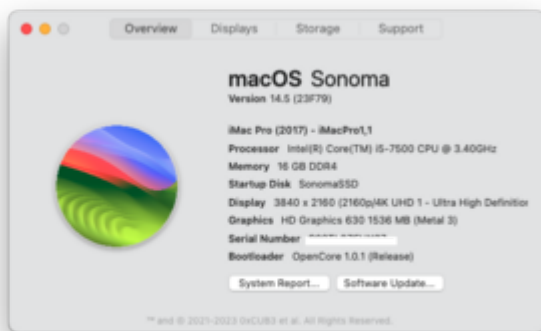 Overview Displays Storage Support
macOS Sonoma
Version 14.5 (23F79)
iMac Pro (2017) - iMacPro1,1
Processor Intel(R) Core(TM) i5-7500 CPU @ 3.40GHz
Memory 16 GB DDR4
Startup Disk SonomaSSD
Display 3840 x 2160 (2160p/4K UHD 1 - Ultra High Definition
Graphics HD Graphics 630 1536 MB (Metal 3)
Serial Number
Bootloader OpenCore 1.0.1 (Release)
System Report... Software Update...
™ and © 2021-2023 0xCUB3 et al. All Rights Reserved.